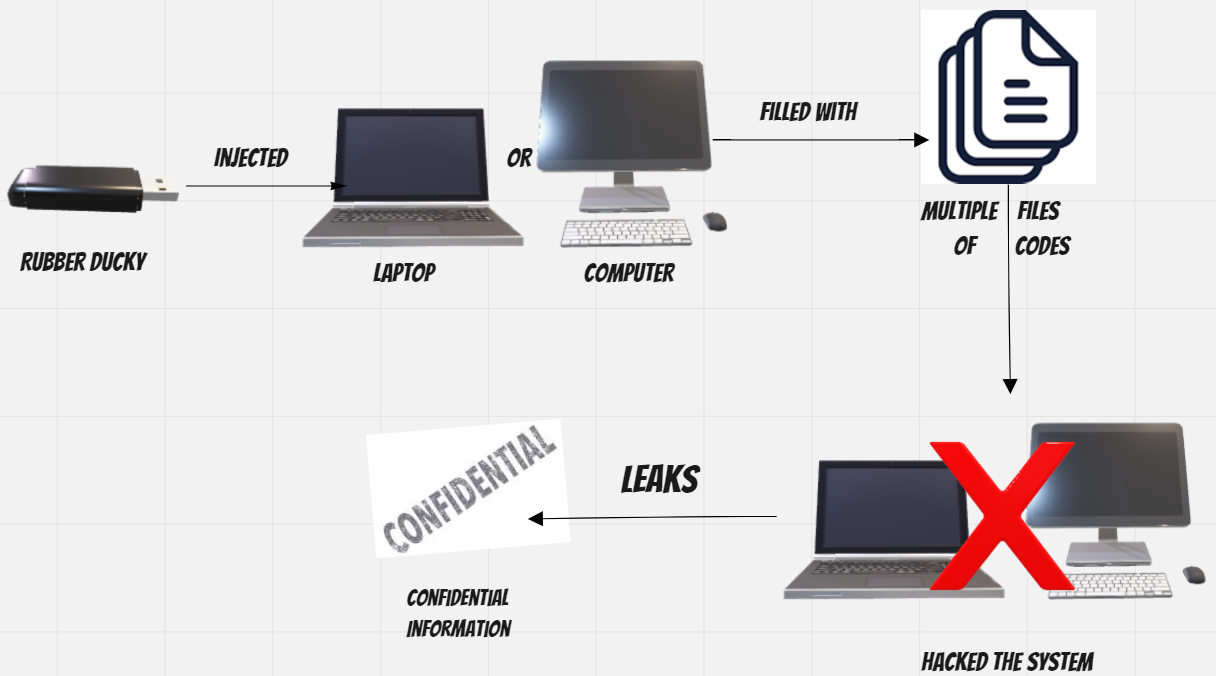 INJECTED
OR
FILLED WITH
RUBBER DUCKY
LAPTOP
COMPUTER
MULTIPLE FILES
OF CODES
CONFIDENTIAL
LEAKS
CONFIDENTIAL
INFORMATION
HACKED THE SYSTEM